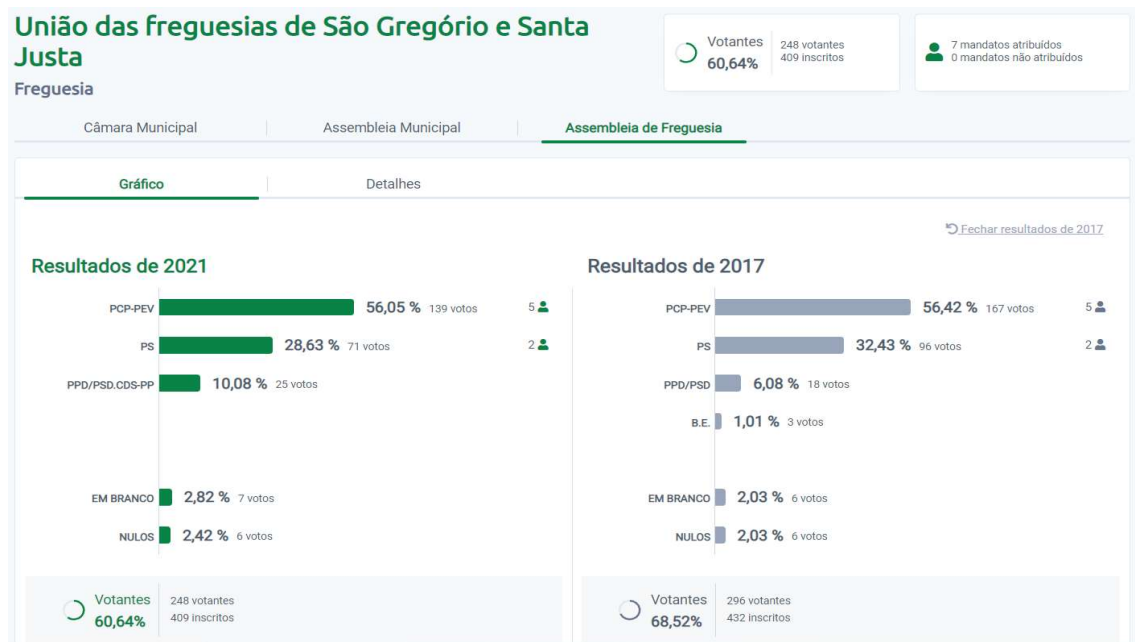 União das freguesias de São Gregório e Santa
Justa
Freguesia
Votantes
60,64%
248 votantes
409 inscritos
7 mandatos atribuídos
0 mandatos não atribuídos
Câmara Municipal
Assembleia Municipal
Assembleia de Freguesia
Gráfico
Detalhes
Fechar resultados de 2017
Resultados de 2021
PCP-PEV 56,05 % 139 votos 5
PS 28,63 % 71 votos 2
PPD/PSD.CDS-PP 10,08 % 25 votos
EM BRANCO 2,82 % 7 votos
NULOS 2,42 % 6 votos
Votantes
60,64%
248 votantes
409 inscritos
Resultados de 2017
PCP-PEV 56,42 % 167 votos 5
PS 32,43 % 96 votos 2
PPD/PSD 6,08 % 18 votos
B.E. 1,01 % 3 votos
EM BRANCO 2,03 % 6 votos
NULOS 2,03 % 6 votos
Votantes
68,52%
296 votantes
432 inscritos